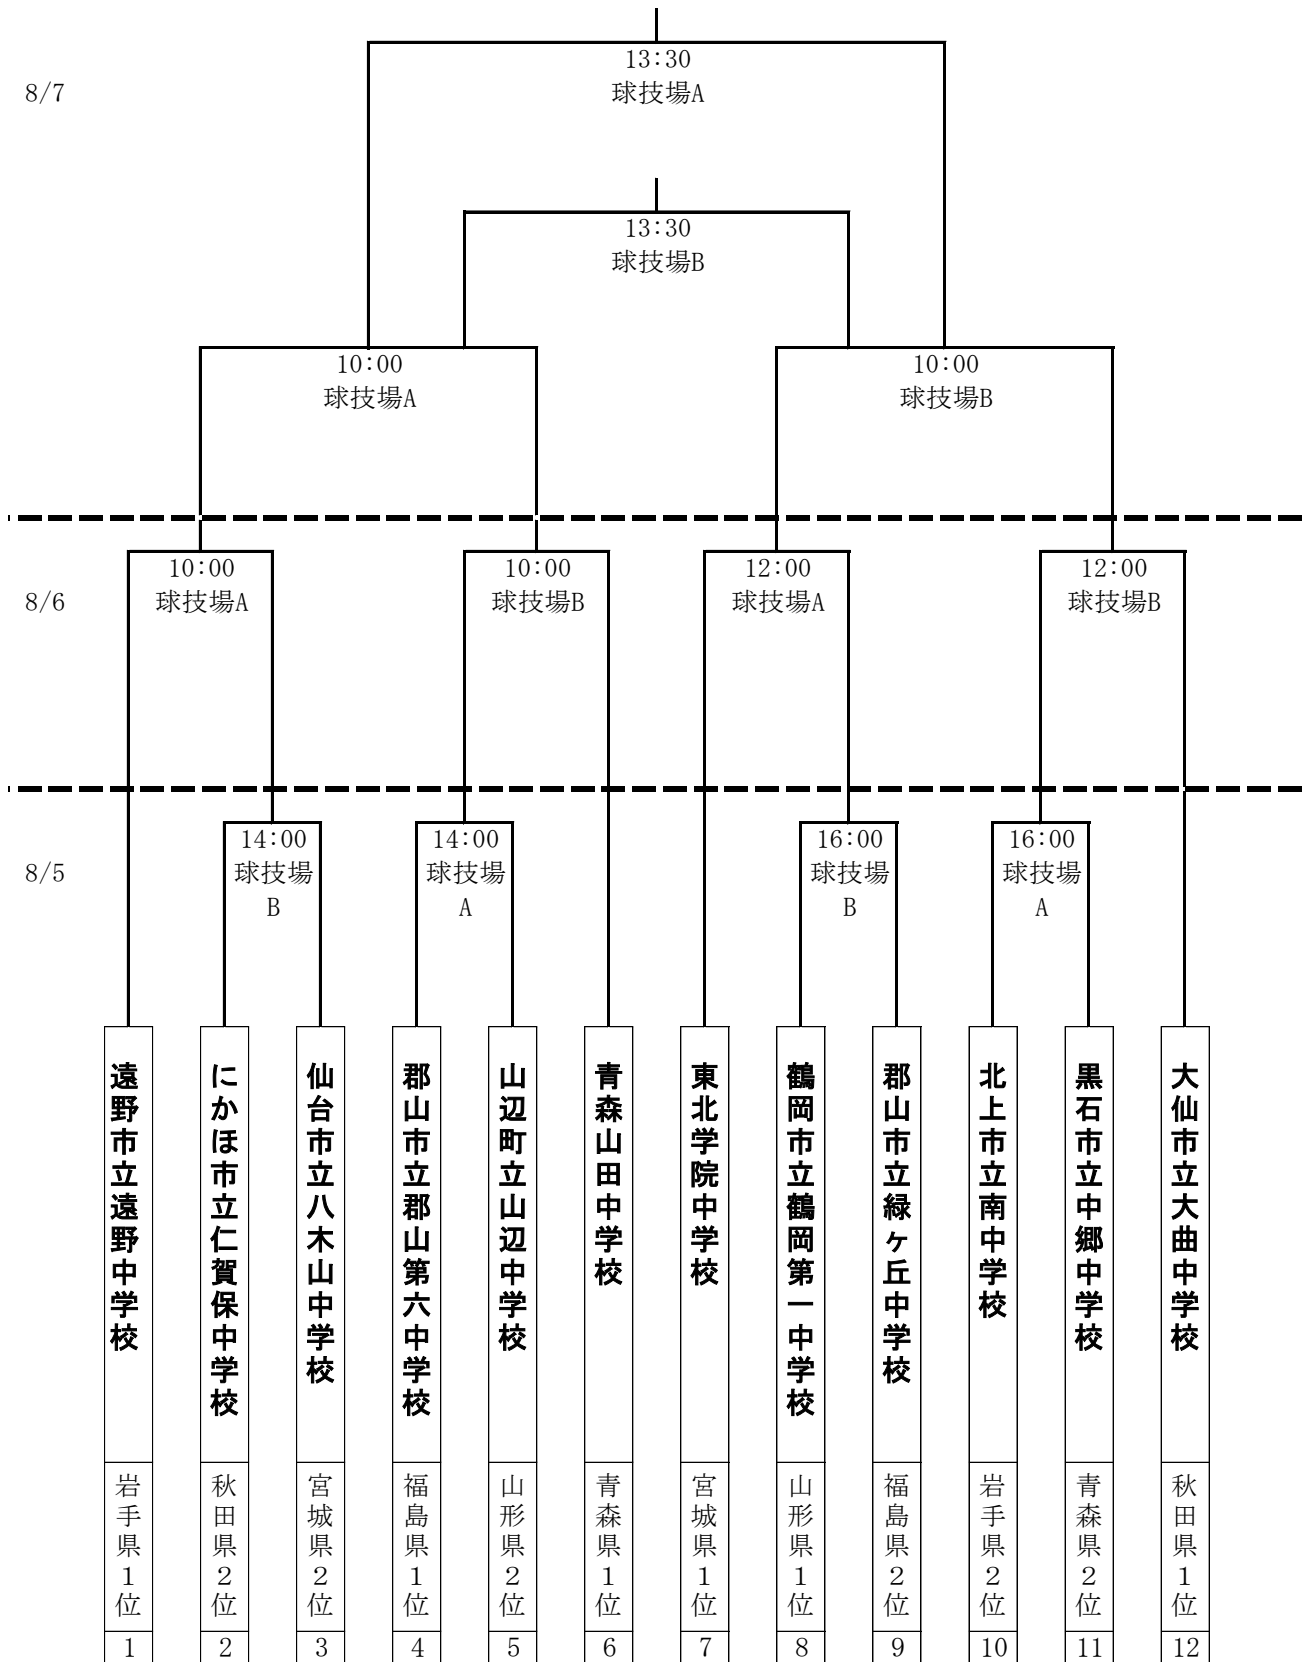 13:30
球技場A
8/7
13:30
球技場B
10:00
球技場A
10:00
球技場B
8/6
10:00
球技場A
10:00
球技場B
12:00
球技場A
12:00
球技場B
8/5
14:00
球技場
B
14:00
球技場
A
16:00
球技場
B
16:00
球技場
A
遠野市立遠野中学校
にかほ市立仁賀保中学校
仙台市立八木山中学校
郡山市立郡山第六中学校
山辺町立山辺中学校
青森山田中学校
東北学院中学校
鶴岡市立鶴岡第一中学校
郡山市立緑ヶ丘中学校
北上市立南中学校
黒石市立中郷中学校
大仙市立大曲中学校
岩手県1位
秋田県2位
宮城県2位
福島県1位
山形県2位
青森県1位
宮城県1位
山形県1位
福島県2位
岩手県2位
青森県2位
秋田県1位
1
2
3
4
5
6
7
8
9
10
11
12